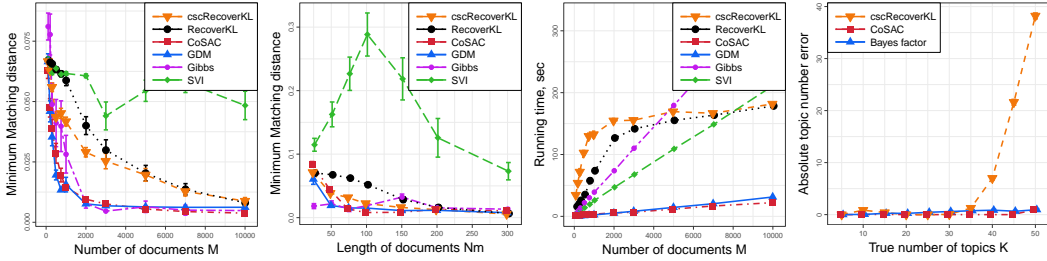 Minimum Matching distance
0.075
0.050
0.025
0.000
cscRecoverKL
RecoverKL
CoSAC
GDM
Gibbs
SVI
0 2000 4000 6000 8000 10000
Number of documents M
Minimum Matching distance
0.3
0.2
0.1
0.0
cscRecoverKL
RecoverKL
CoSAC
GDM
Gibbs
SVI
50 100 150 200 250 300
Length of documents Nm
Running time, sec
300
200
100
0
cscRecoverKL
RecoverKL
CoSAC
GDM
Gibbs
SVI
0 2000 4000 6000 8000 10000
Number of documents M
Absolute topic number error
40
30
20
10
0
cscRecoverKL
CoSAC
Bayes factor
10 20 30 40 50
True number of topics K